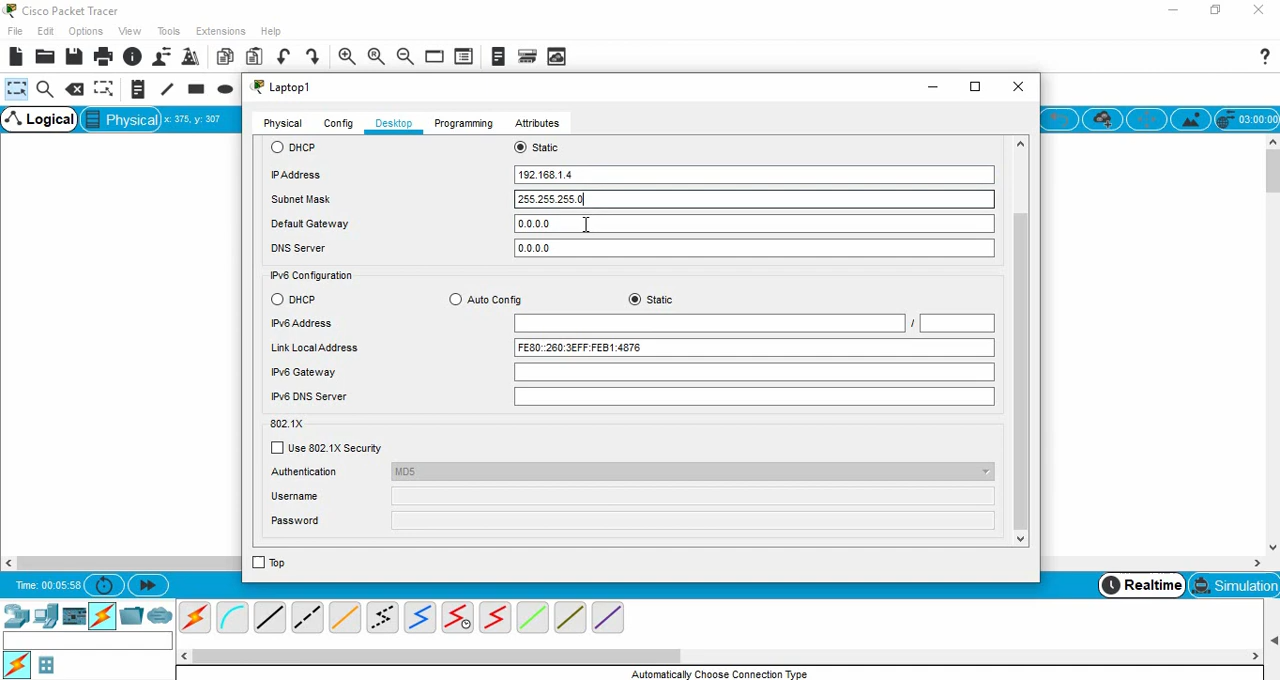 Cisco Packet Tracer
File Edit Options View Tools Extensions Help
?
Laptop1
Logical Physical x: 375, y: 307
03:00:00
Physical Config Desktop Programming Attributes
DHCP Static
IP Address 192.168.1.4
Subnet Mask 255.255.255.0
Default Gateway 0.0.0.0
DNS Server 0.0.0.0
IPv6 Configuration
DHCP Auto Config Static
IPv6 Address /
Link Local Address FE80::260:3EFF:FEB1:4876
IPv6 Gateway
IPv6 DNS Server
802.1X
Use 802.1X Security
Authentication MD5
Username
Password
Top
Time: 00:05:58
Realtime Simulation
Automatically Choose Connection Type